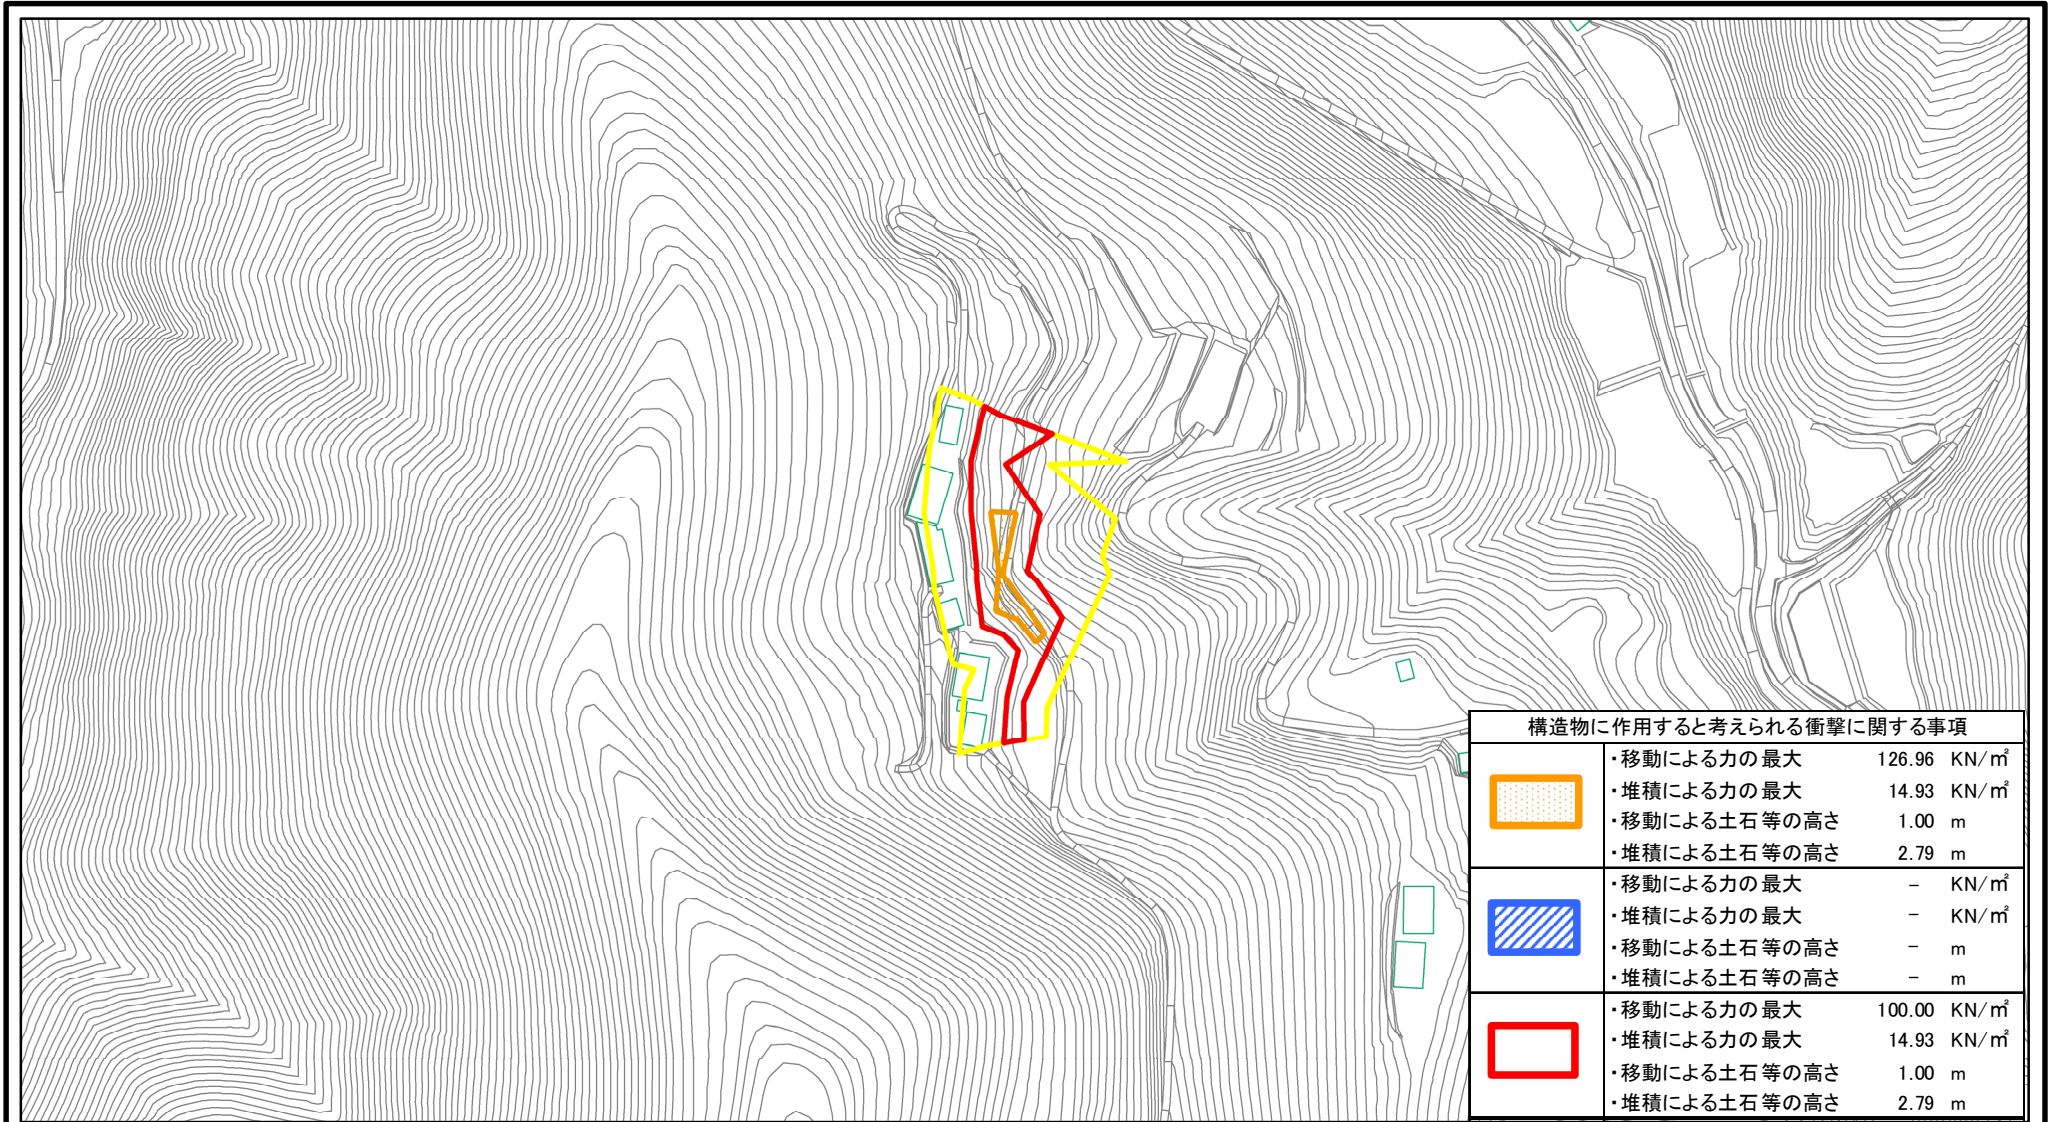 構造物に作用すると考えられる衝撃に関する事項
・移動による力の最大 126.96 KN/㎡
・堆積による力の最大 14.93 KN/㎡
・移動による土石等の高さ 1.00 m
・堆積による土石等の高さ 2.79 m
・移動による力の最大 － KN/㎡
・堆積による力の最大 － KN/㎡
・移動による土石等の高さ － m
・堆積による土石等の高さ － m
・移動による力の最大 100.00 KN/㎡
・堆積による力の最大 14.93 KN/㎡
・移動による土石等の高さ 1.00 m
・堆積による土石等の高さ 2.79 m